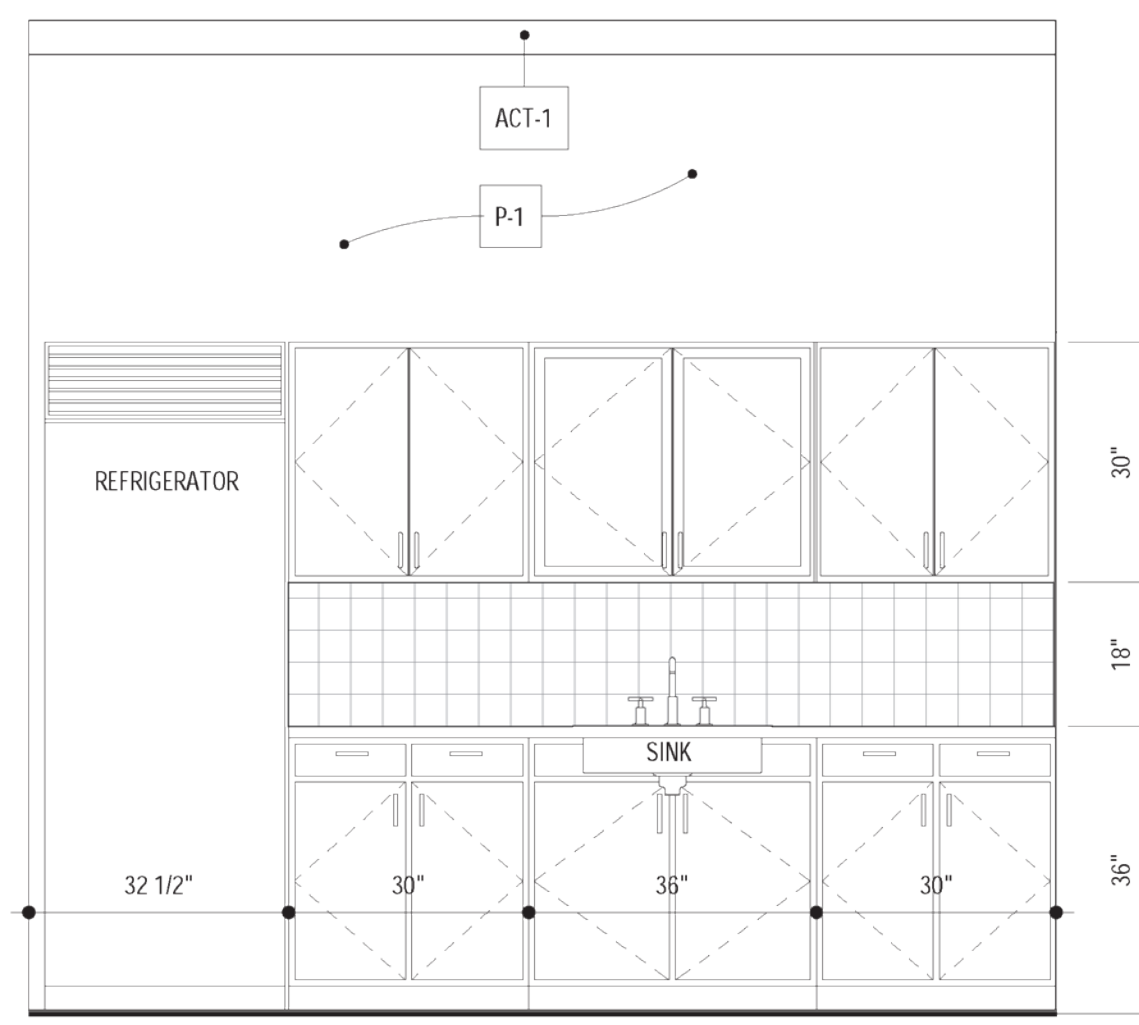 ACT-1
P-1
REFRIGERATOR
30"
18"
SINK
32 1/2"
30"
36"
30"
36"